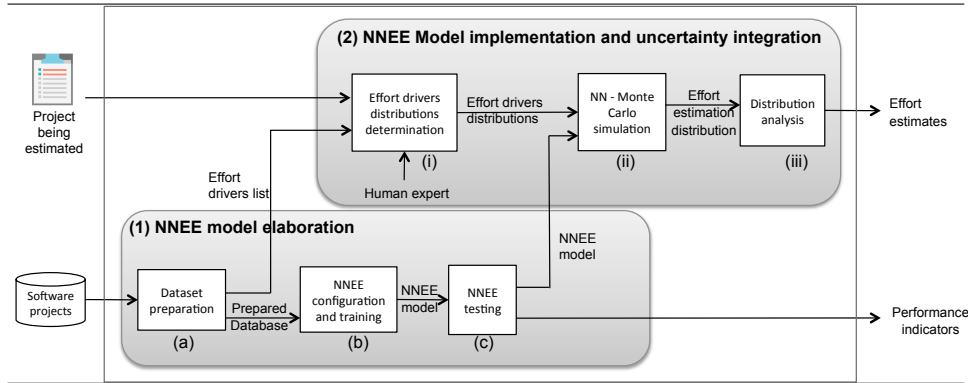 (2) NNEE Model implementation and uncertainty integration
Project
being
estimated
Effort drivers
distributions
determination
(i)
Effort drivers
distributions
NN - Monte
Carlo
simulation
(ii)
Effort
estimation
distribution
Distribution
analysis
(iii)
Effort
estimates
Human expert
Effort
drivers list
(1) NNEE model elaboration
NNEE
model
Software
projects
Dataset
preparation
(a)
Prepared
Database
NNEE
configuration
and training
(b)
NNEE
model
NNEE
testing
(c)
Performance
indicators